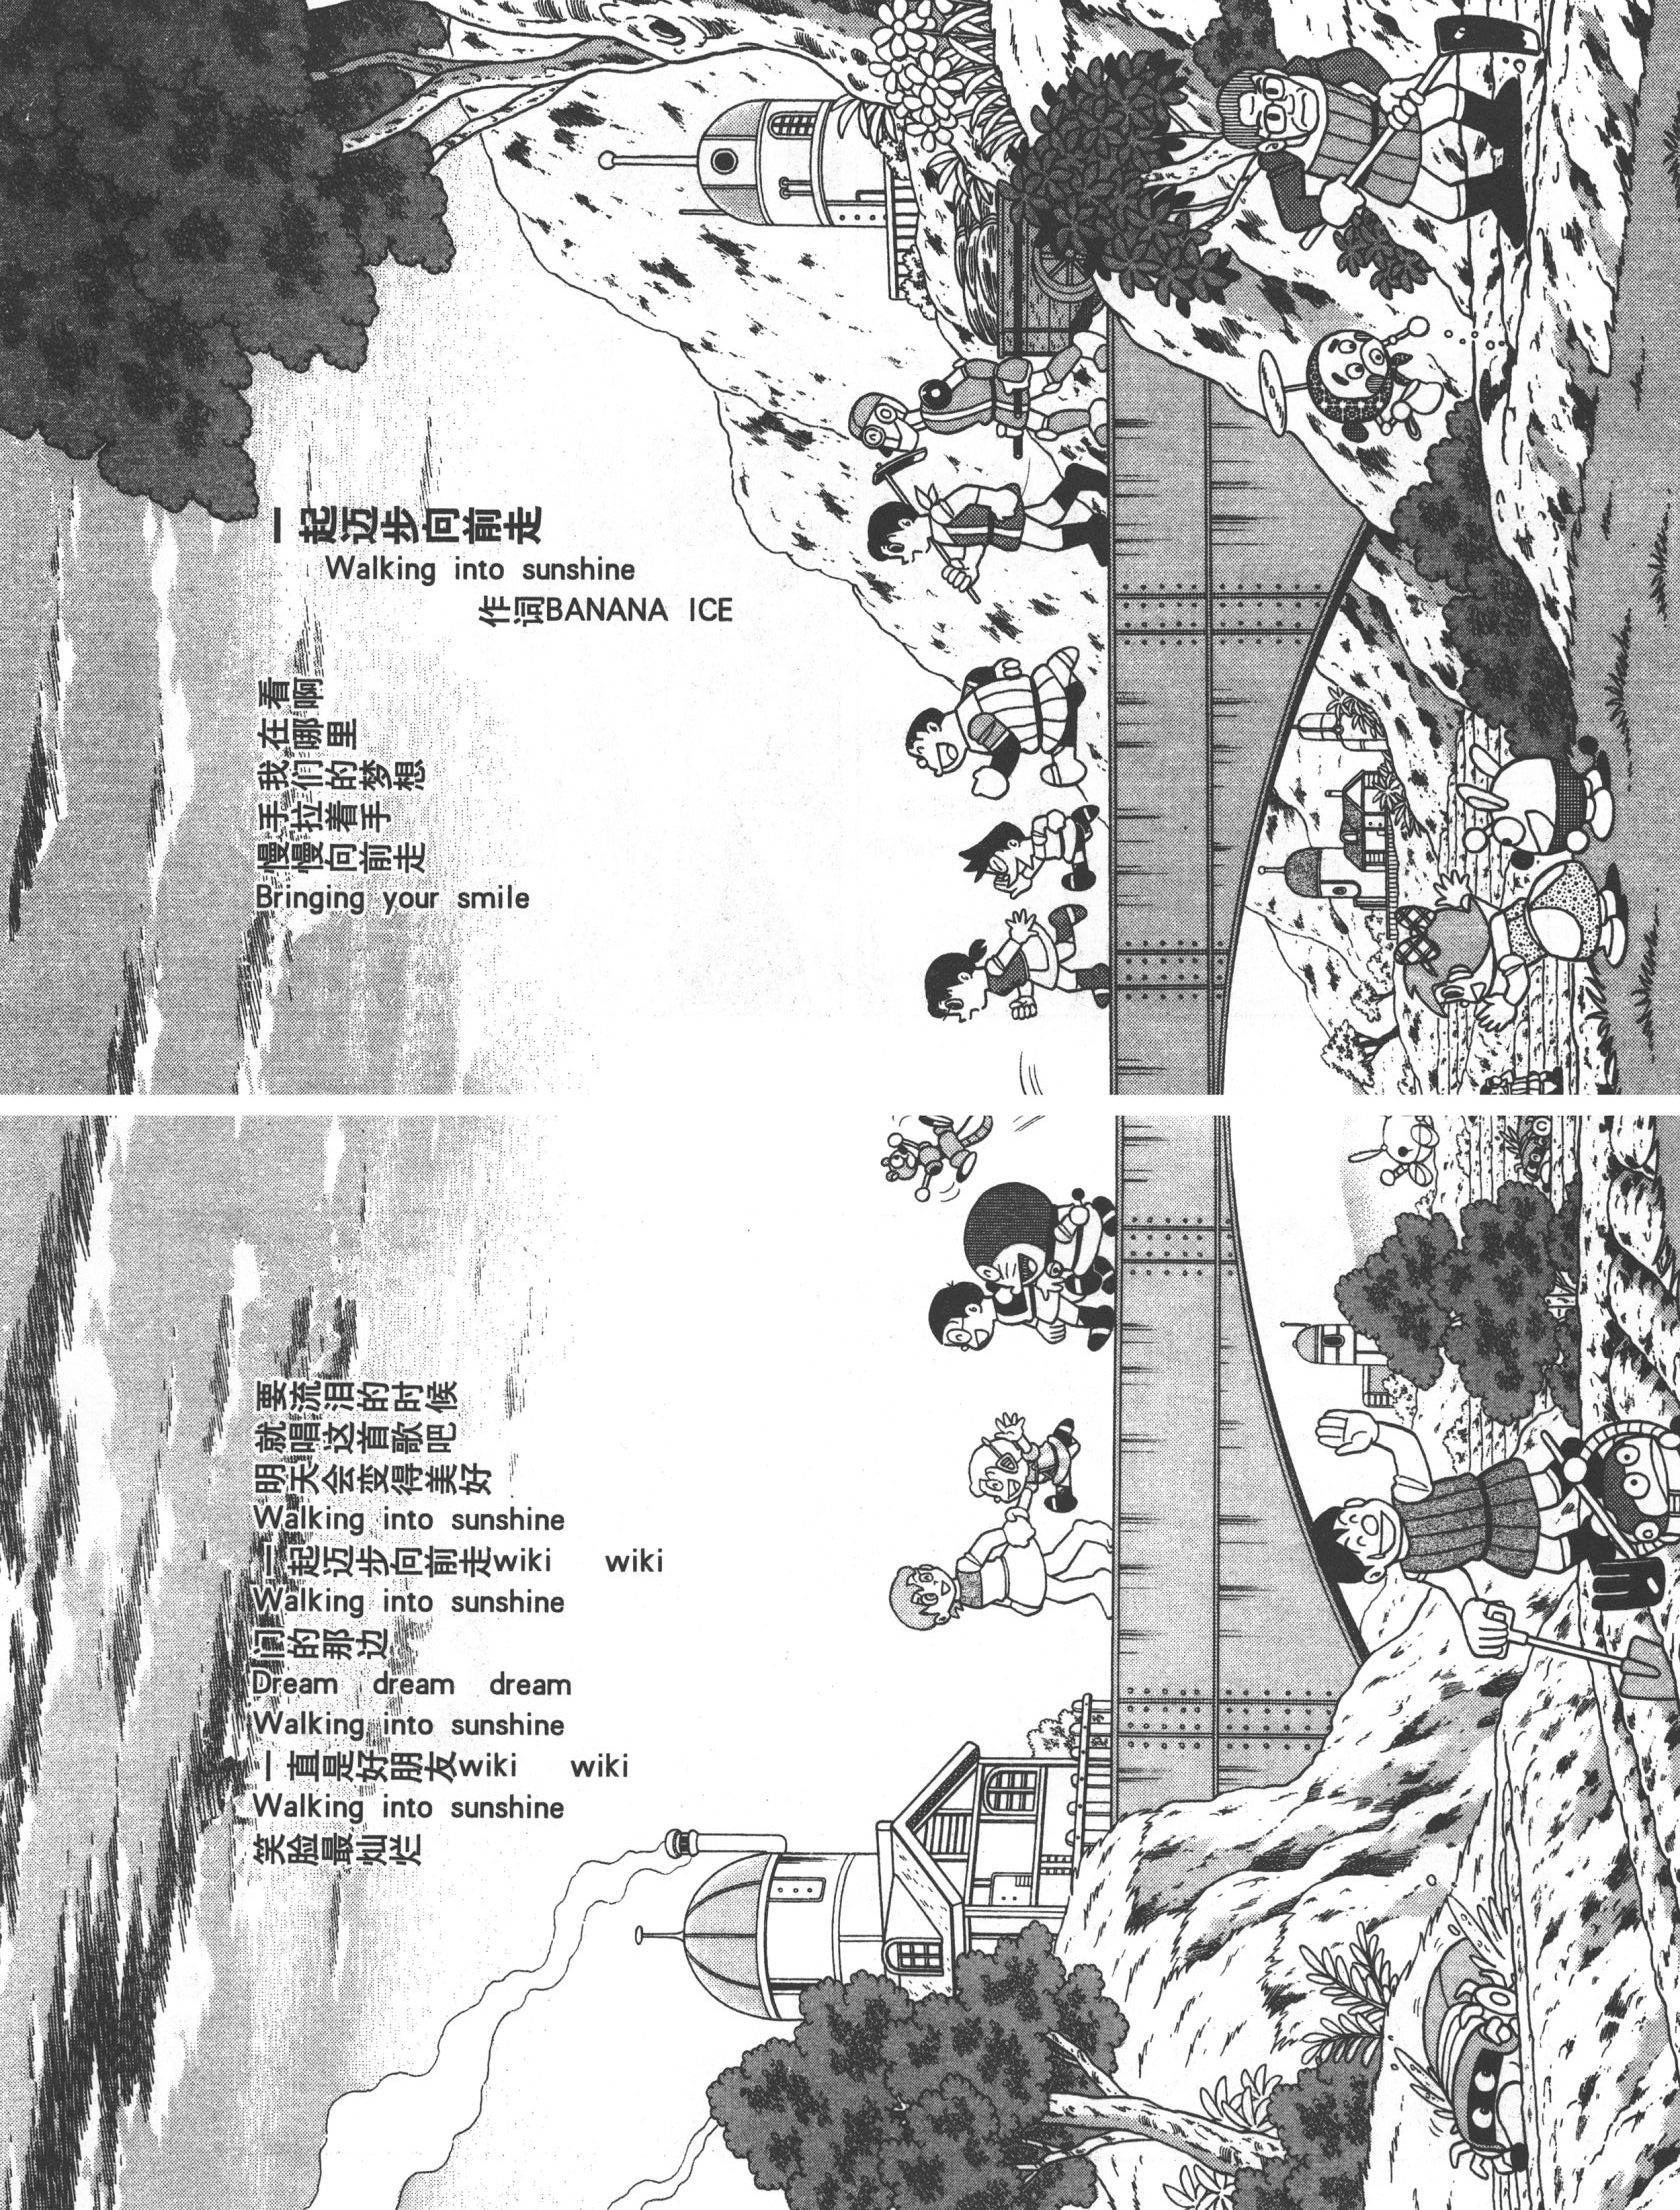 一起迈步向前走
Walking into sunshine
作词BANANA ICE
看啊
在哪里
我们的梦想
手拉着手
慢慢向前走
Bringing your smile
要流泪的时候
就唱这首歌吧
明天会变得美好
Walking into sunshine
一起迈步向前走wiki wiki
Walking into sunshine
门的那边
Dream dream dream
Walking into sunshine
一直是好朋友wiki wiki
Walking into sunshine
笑脸最灿烂